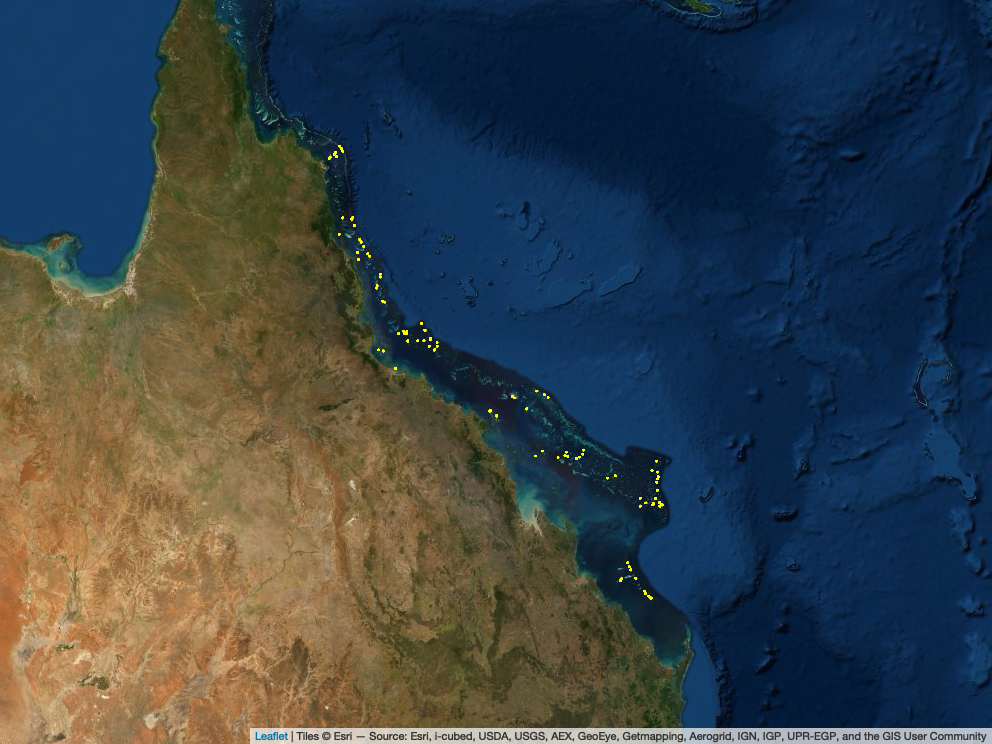 Leaflet | Tiles © Esri — Source: Esri, i-cubed, USDA, USGS, AEX, GeoEye, Getmapping, Aerogrid, IGN, IGP, UPR-EGP, and the GIS User Community